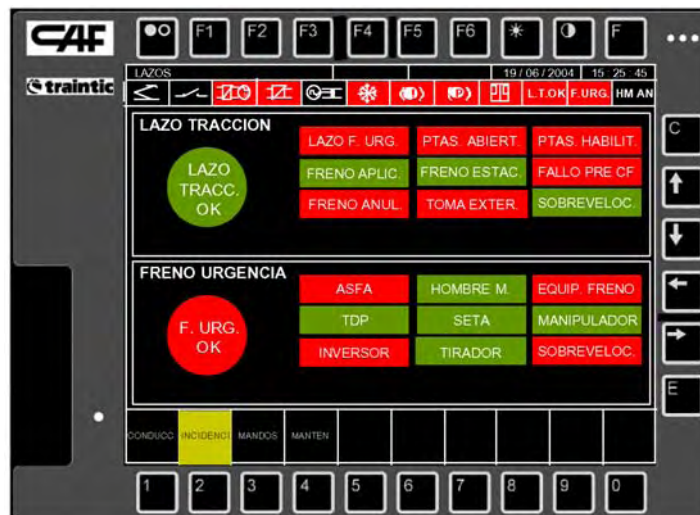 CAF
F1 F2 F3 F4 F5 F6 F
traintic
LAZOS 19 / 06 / 2004 15 : 25 : 45
L.T.OK F.URG. HM AN
C
LAZO TRACCION
LAZO TRACC. OK
LAZO F. URG. PTAS. ABIERT. PTAS. HABILIT.
FRENO APLIC. FRENO ESTAC. FALLO PRE CF
FRENO ANUL. TOMA EXTER. SOBREVELOC.
FRENO URGENCIA
F. URG. OK
ASFA HOMBRE M. EQUIP. FRENO
TDP SETA MANIPULADOR
INVERSOR TIRADOR SOBREVELOC.
E
CONDUCC INCIDENCI MANDOS MANTEN
1 2 3 4 5 6 7 8 9 0